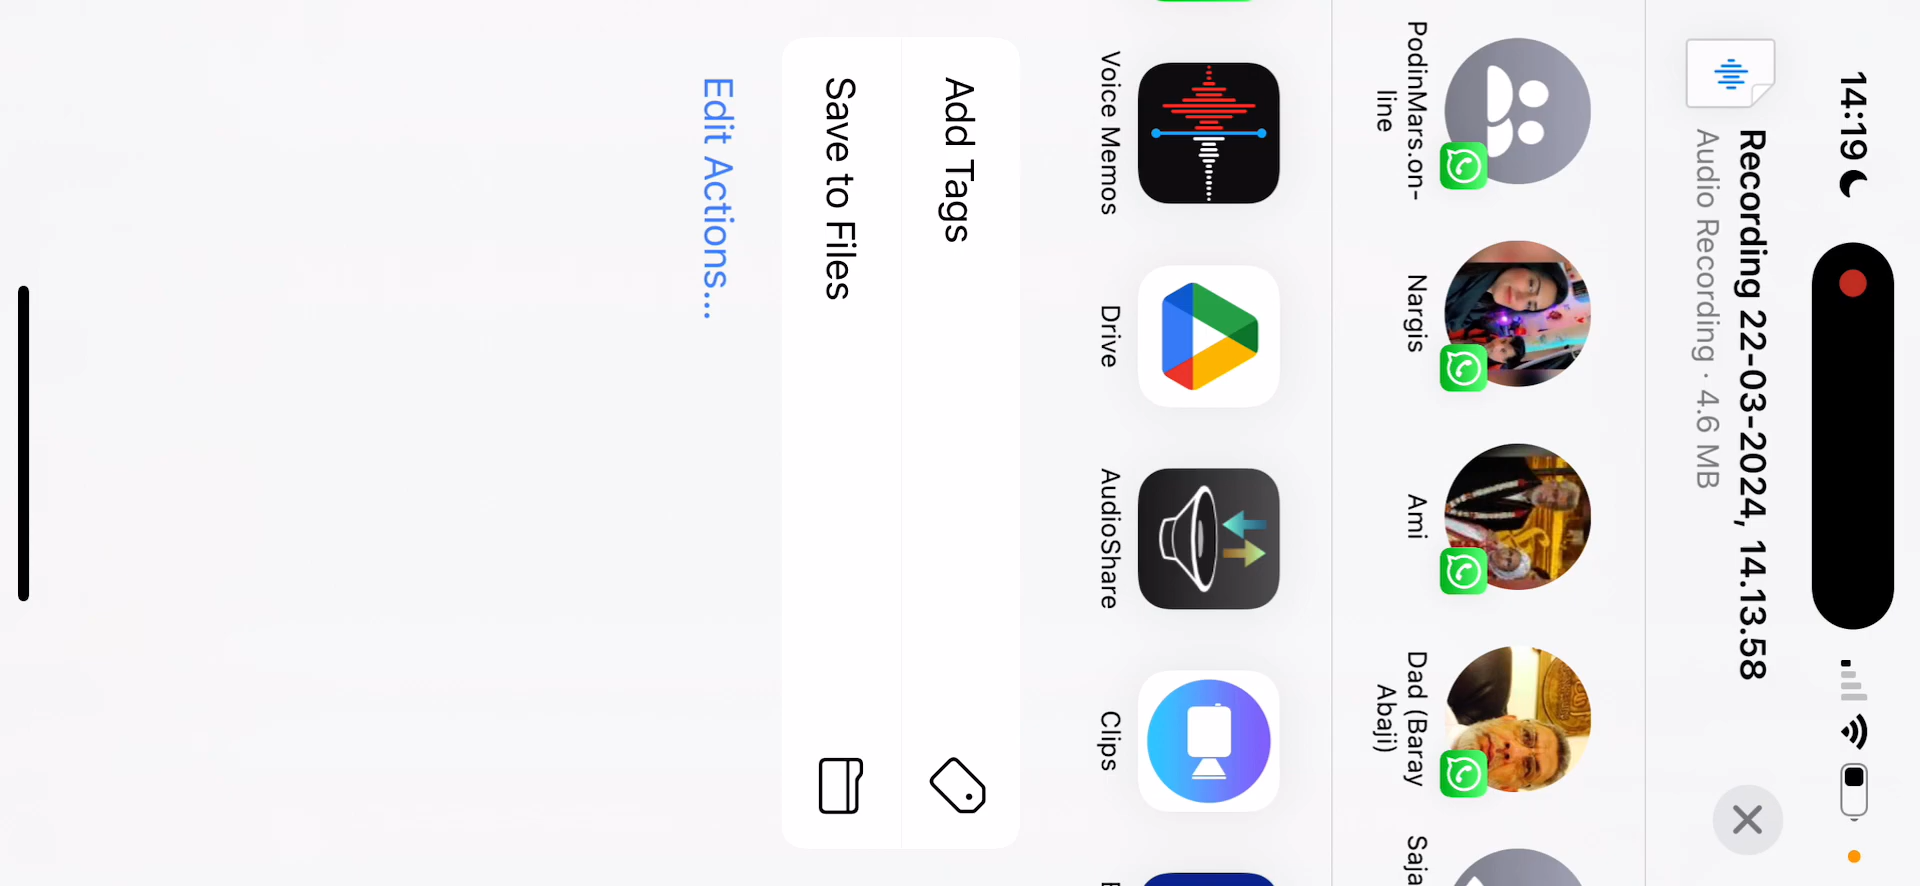 14:19
Recording 22-03-2024, 14.13.58
Audio Recording · 4.6 MB
PodinMars.on-
line
Nargis
Ami
Dad (Baray
Abaji)
Saja
Voice Memos
Drive
AudioShare
Clips
Add Tags
Save to Files
Edit Actions...